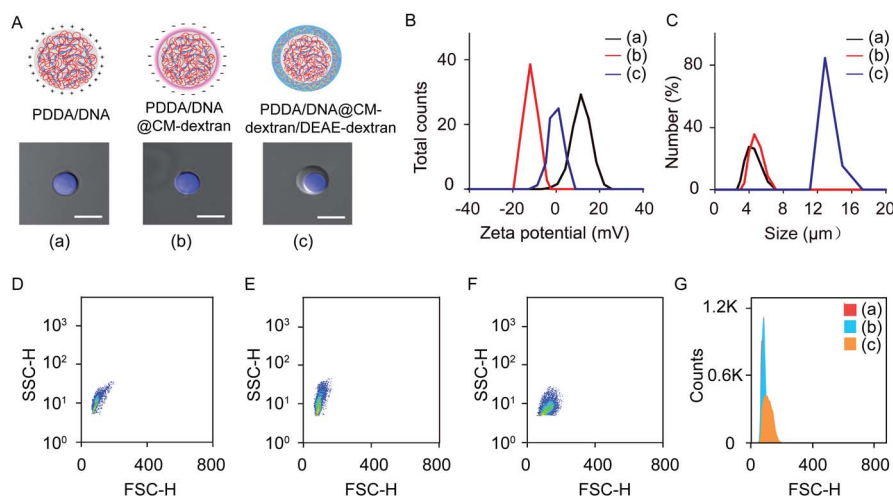 A
PDDA/DNA
PDDA/DNA
@CM-dextran
PDDA/DNA@CM-
dextran/DEAE-dextran
(a)
(b)
(c)
B
Total counts
40
20
0
-40
-20
0
20
40
Zeta potential (mV)
(a)
(b)
(c)
C
Number (%)
80
40
0
0
4
8
12
16
20
Size (μm)
(a)
(b)
(c)
D
SSC-H
10³
10²
10¹
10⁰
0
400
800
FSC-H
E
SSC-H
10³
10²
10¹
10⁰
0
400
800
FSC-H
F
SSC-H
10³
10²
10¹
10⁰
0
400
800
FSC-H
G
Counts
1.2K
0.6K
0
0
400
800
FSC-H
(a)
(b)
(c)